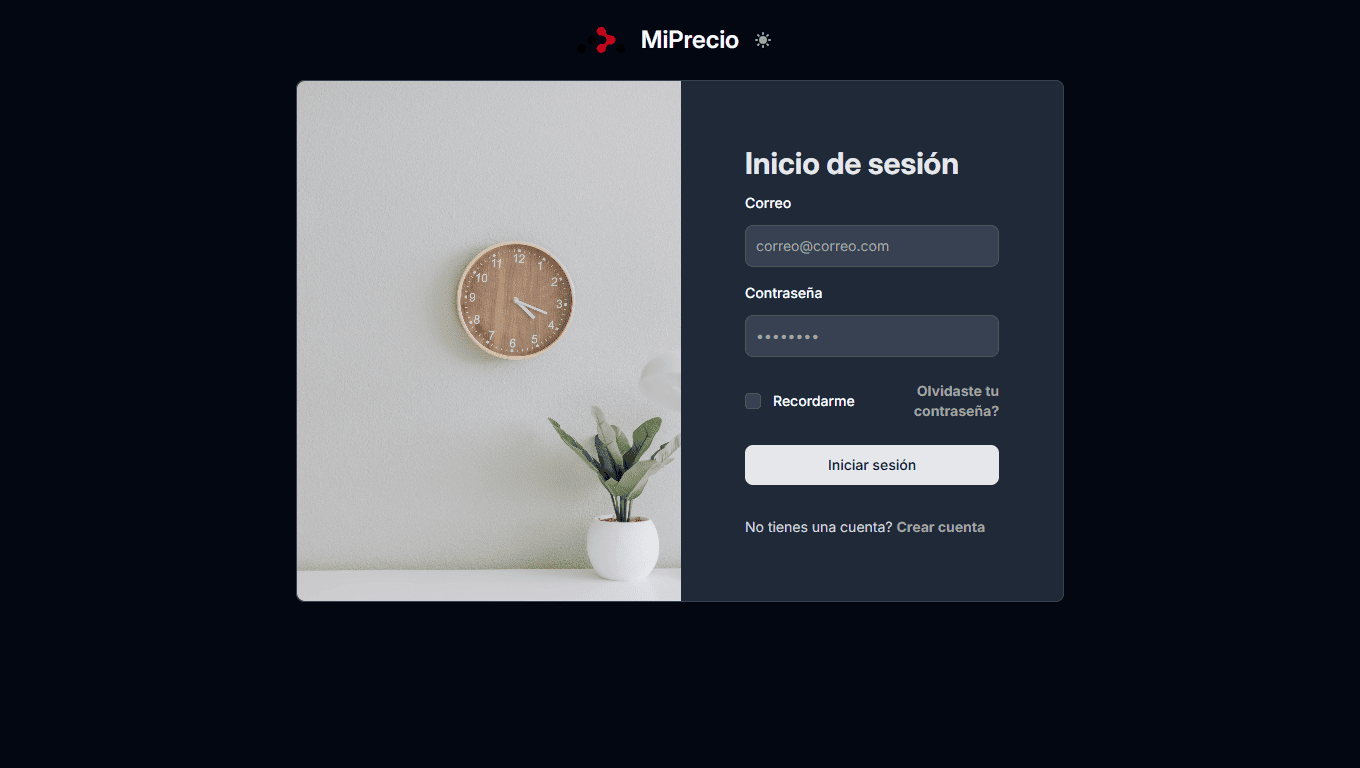 MiPrecio
12
1
2
3
4
5
6
7
8
9
10
11
Inicio de sesión
Correo
correo@correo.com
Contraseña
••••••••
Recordarme
Olvidaste tu
contraseña?
Iniciar sesión
No tienes una cuenta? Crear cuenta